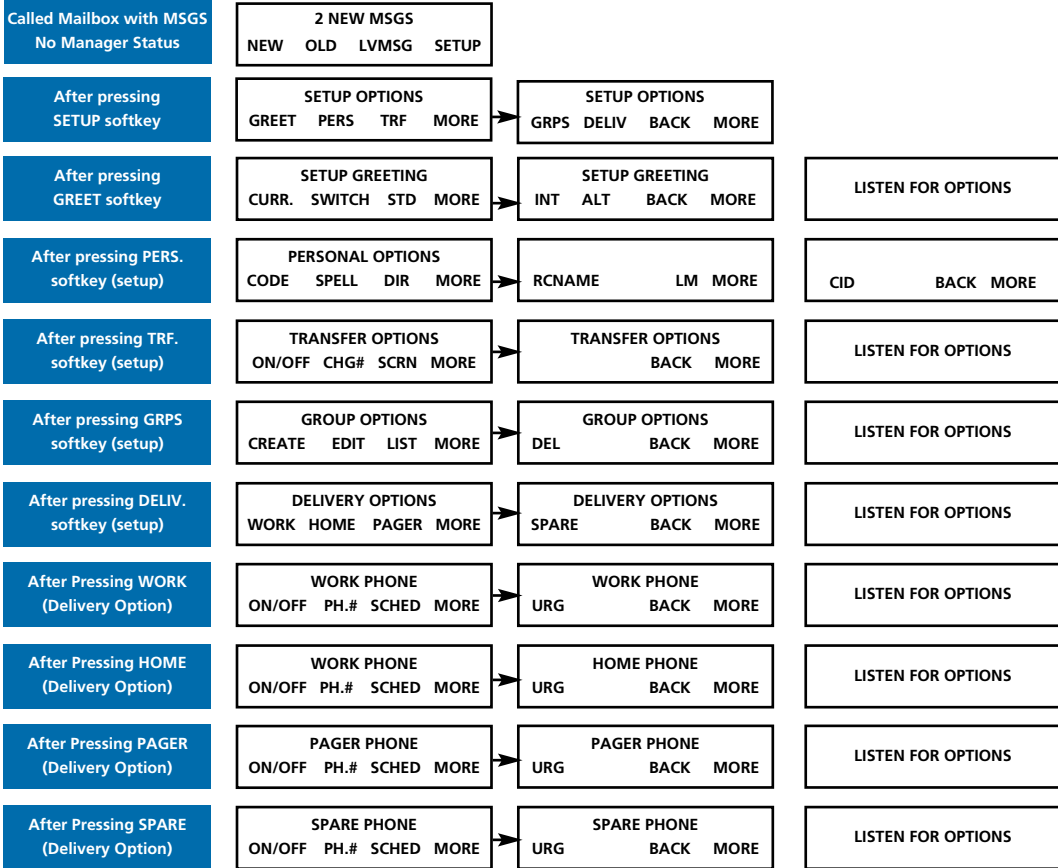 Called Mailbox with MSGS
No Manager Status
2 NEW MSGS
NEW OLD LVMSG SETUP
After pressing
SETUP softkey
SETUP OPTIONS
GREET PERS TRF MORE
SETUP OPTIONS
GRPS DELIV BACK MORE
After pressing
GREET softkey
SETUP GREETING
CURR. SWITCH STD MORE
SETUP GREETING
INT ALT BACK MORE
LISTEN FOR OPTIONS
After pressing PERS.
softkey (setup)
PERSONAL OPTIONS
CODE SPELL DIR MORE
RCNAME LM MORE
CID BACK MORE
After pressing TRF.
softkey (setup)
TRANSFER OPTIONS
ON/OFF CHG# SCRN MORE
TRANSFER OPTIONS
BACK MORE
LISTEN FOR OPTIONS
After pressing GRPS
softkey (setup)
GROUP OPTIONS
CREATE EDIT LIST MORE
GROUP OPTIONS
DEL BACK MORE
LISTEN FOR OPTIONS
After pressing DELIV.
softkey (setup)
DELIVERY OPTIONS
WORK HOME PAGER MORE
DELIVERY OPTIONS
SPARE BACK MORE
LISTEN FOR OPTIONS
After Pressing WORK
(Delivery Option)
WORK PHONE
ON/OFF PH.# SCHED MORE
WORK PHONE
URG BACK MORE
LISTEN FOR OPTIONS
After Pressing HOME
(Delivery Option)
WORK PHONE
ON/OFF PH.# SCHED MORE
HOME PHONE
URG BACK MORE
LISTEN FOR OPTIONS
After Pressing PAGER
(Delivery Option)
PAGER PHONE
ON/OFF PH.# SCHED MORE
PAGER PHONE
URG BACK MORE
LISTEN FOR OPTIONS
After Pressing SPARE
(Delivery Option)
SPARE PHONE
ON/OFF PH.# SCHED MORE
SPARE PHONE
URG BACK MORE
LISTEN FOR OPTIONS